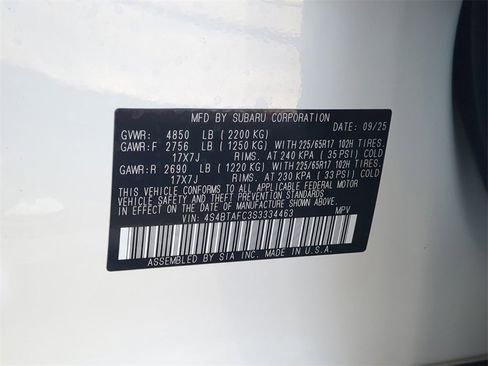 MFD BY SUBARU CORPORATION
DATE: 09/25
GVWR: 4850 LB (2200 KG)
GAWR:F 2756 LB (1250 KG) WITH 225/65R17 102H TIRES.
17X7J RIMS. AT 240 KPA (35 PSI) COLD
GAWR:R 2690 LB (1220 KG) WITH 225/65R17 102H TIRES.
17X7J RIMS. AT 230 KPA (33 PSI) COLD
THIS VEHICLE CONFORMS TO ALL APPLICABLE FEDERAL MOTOR
VEHICLE SAFETY BUMPER, AND THEFT PREVENTION STANDARDS
IN EFFECT ON THE DATE OF MANUFACTURE SHOWN ABOVE.
VIN: 4S4BTAFC3S3334463 MPV
ASSEMBLED BY SIA INC. MADE IN U.S.A.